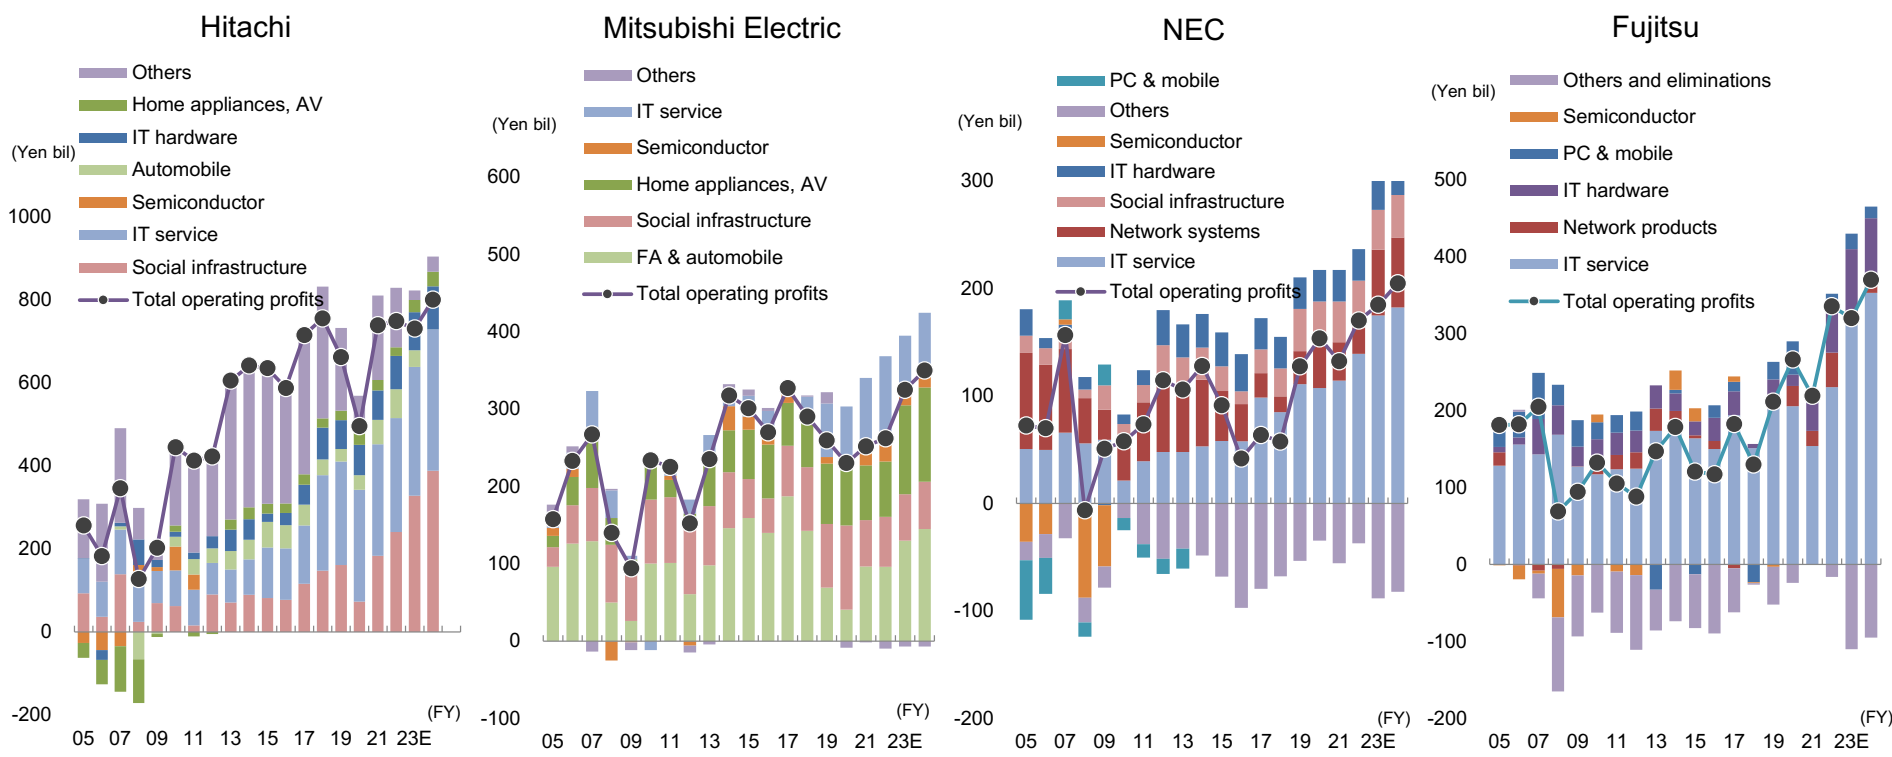 Hitachi
Others
Home appliances, AV
IT hardware
(Yen bil)
Automobile
Semiconductor
1000
IT service
Social infrastructure
800
Total operating profits
600
400
200
0
-200
(FY)
05 07 09 11 13 15 17 19 21 23E
Mitsubishi Electric
Others
IT service
(Yen bil)
Semiconductor
600
Home appliances, AV
Social infrastructure
500
FA & automobile
Total operating profits
400
300
200
100
0
-100
(FY)
05 07 09 11 13 15 17 19 21 23E
NEC
PC & mobile
Others
(Yen bil)
Semiconductor
IT hardware
300
Social infrastructure
Network systems
IT service
200
Total operating profits
100
0
-100
-200
(FY)
05 07 09 11 13 15 17 19 21 23E
Fujitsu
Others and eliminations
(Yen bil)
Semiconductor
PC & mobile
500
IT hardware
Network products
400
IT service
Total operating profits
300
200
100
0
-100
-200
(FY)
05 07 09 11 13 15 17 19 21 23E